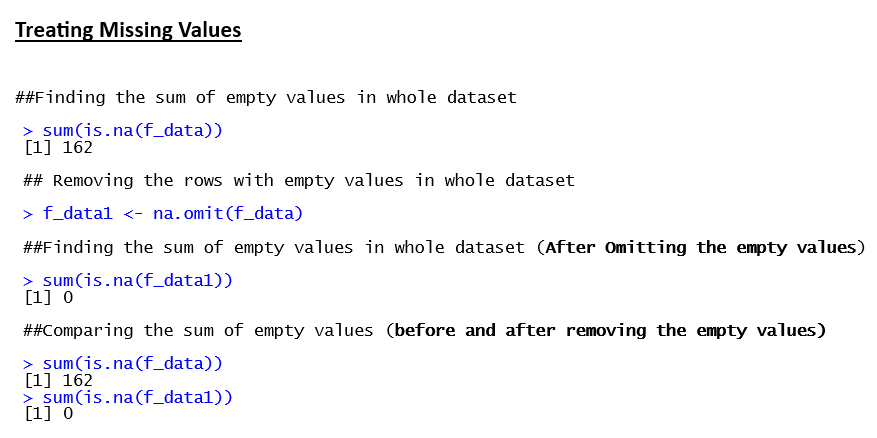 Treating Missing Values
##Finding the sum of empty values in whole dataset
> sum(is.na(f_data))
[1] 162
## Removing the rows with empty values in whole dataset
> f_data1 <- na.omit(f_data)
##Finding the sum of empty values in whole dataset (After Omitting the empty values)
> sum(is.na(f_data1))
[1] 0
##Comparing the sum of empty values (before and after removing the empty values)
> sum(is.na(f_data))
[1] 162
> sum(is.na(f_data1))
[1] 0